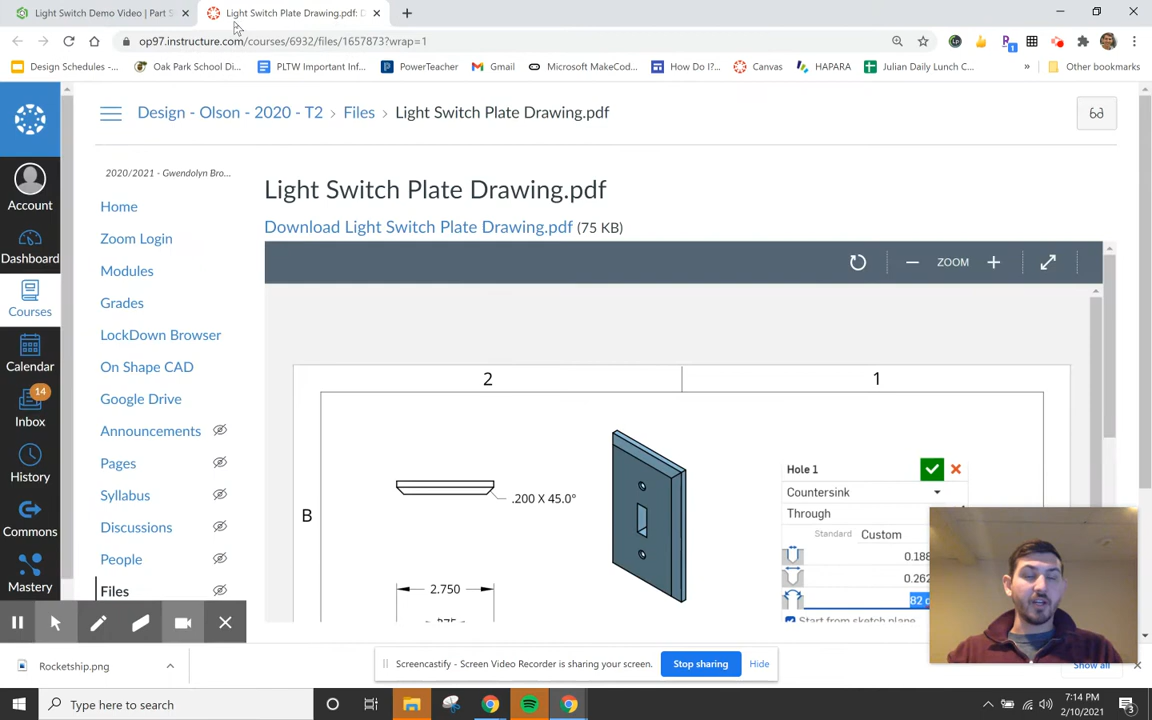 Light Switch Demo Video | Part S
Light Switch Plate Drawing.pdf: D
op97.instructure.com/courses/6932/files/1657873?wrap=1
Design Schedules -...
Oak Park School Di...
PLTW Important Inf...
PowerTeacher
Gmail
Microsoft MakeCod...
How Do I?...
Canvas
HAPARA
Julian Daily Lunch C...
»
Other bookmarks
Design - Olson - 2020 - T2 › Files › Light Switch Plate Drawing.pdf
2020/2021 - Gwendolyn Bro...
Light Switch Plate Drawing.pdf
Download Light Switch Plate Drawing.pdf (75 KB)
Account
Dashboard
Courses
Calendar
14
Inbox
History
Commons
Mastery
Home
Zoom Login
Modules
Grades
LockDown Browser
On Shape CAD
Google Drive
Announcements
Pages
Syllabus
Discussions
People
Files
ZOOM
2
1
B
.200 X 45.0°
2.750
.375
Hole 1
Countersink
Through
Standard Custom
0.188
0.262
82 d
Start from sketch plane
Rocketship.png
Screencastify - Screen Video Recorder is sharing your screen.
Stop sharing
Hide
Show all
Type here to search
7:14 PM
2/10/2021
3